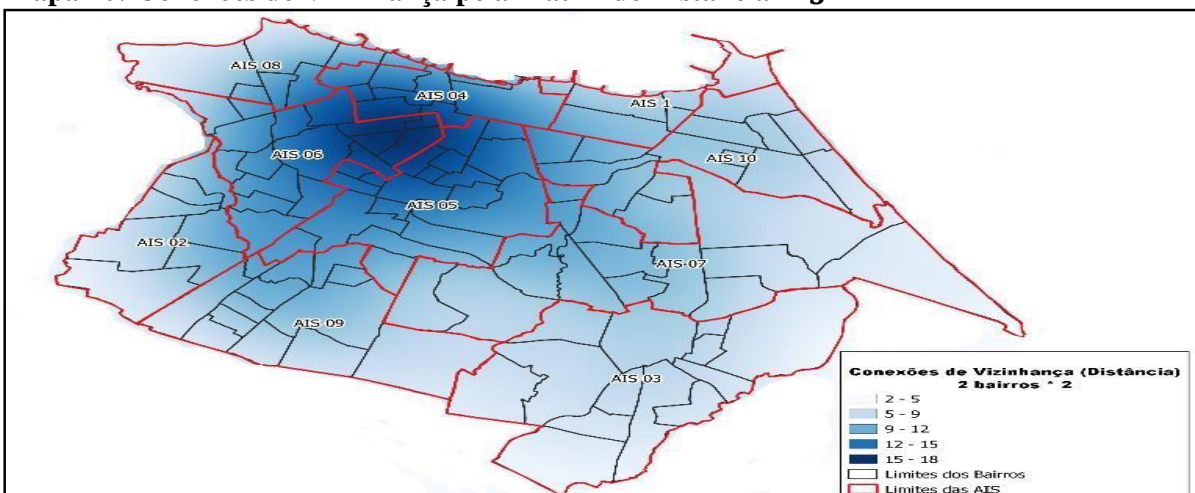 AIS 08
AIS 04
AIS 1
AIS 06
AIS 10
AIS 05
AIS 02
AIS 07
AIS 09
AIS 03
Conexões de Vizinhança (Distância)
2 bairros * 2
2 - 5
5 - 9
9 - 12
12 - 15
15 - 18
Limites dos Bairros
Limites das AIS